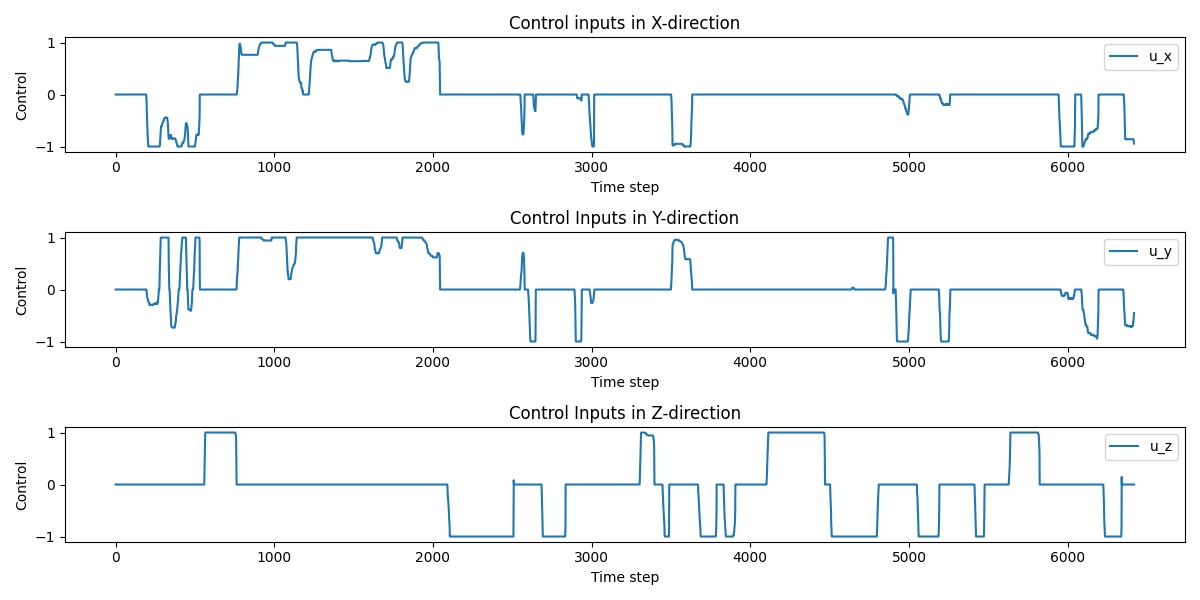 Control inputs in X-direction
1
0
−1
Control
u_x
0 1000 2000 3000 4000 5000 6000
Time step
Control Inputs in Y-direction
1
0
−1
Control
u_y
0 1000 2000 3000 4000 5000 6000
Time step
Control Inputs in Z-direction
1
0
−1
Control
u_z
0 1000 2000 3000 4000 5000 6000
Time step